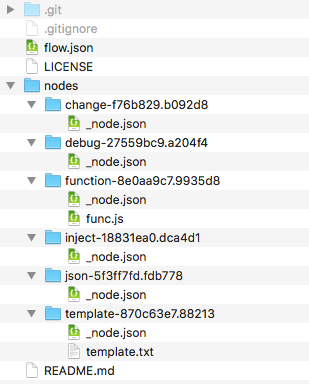 .git
.gitignore
flow.json
LICENSE
nodes
change-f76b829.b092d8
_node.json
debug-27559bc9.a204f4
_node.json
function-8e0aa9c7.9935d8
_node.json
func.js
inject-18831ea0.dca4d1
_node.json
json-5f3ff7fd.fdb778
_node.json
template-870c63e7.88213
_node.json
template.txt
README.md